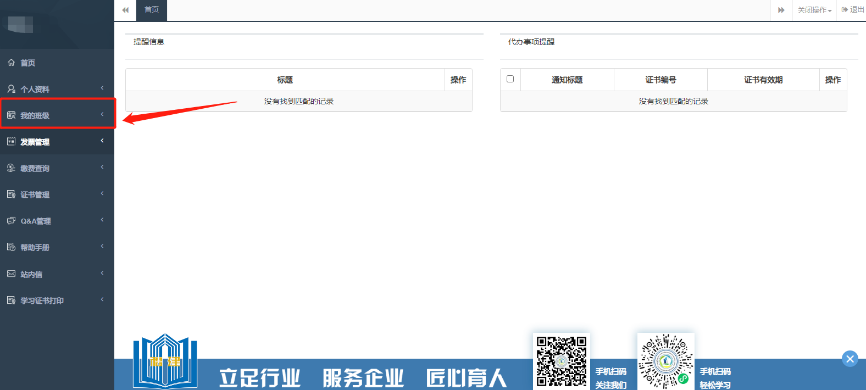 首页
关闭操作
退出
首页
个人资料
我的班级
发票管理
缴费查询
证书管理
Q&A管理
帮助手册
站内信
学习证书打印
提醒信息
标题 操作
没有找到匹配的记录
代办事项提醒
通知标题 证书编号 证书有效期 操作
没有找到匹配的记录
立足行业 服务企业 匠心育人
手机扫码
关注我们
手机扫码
轻松学习